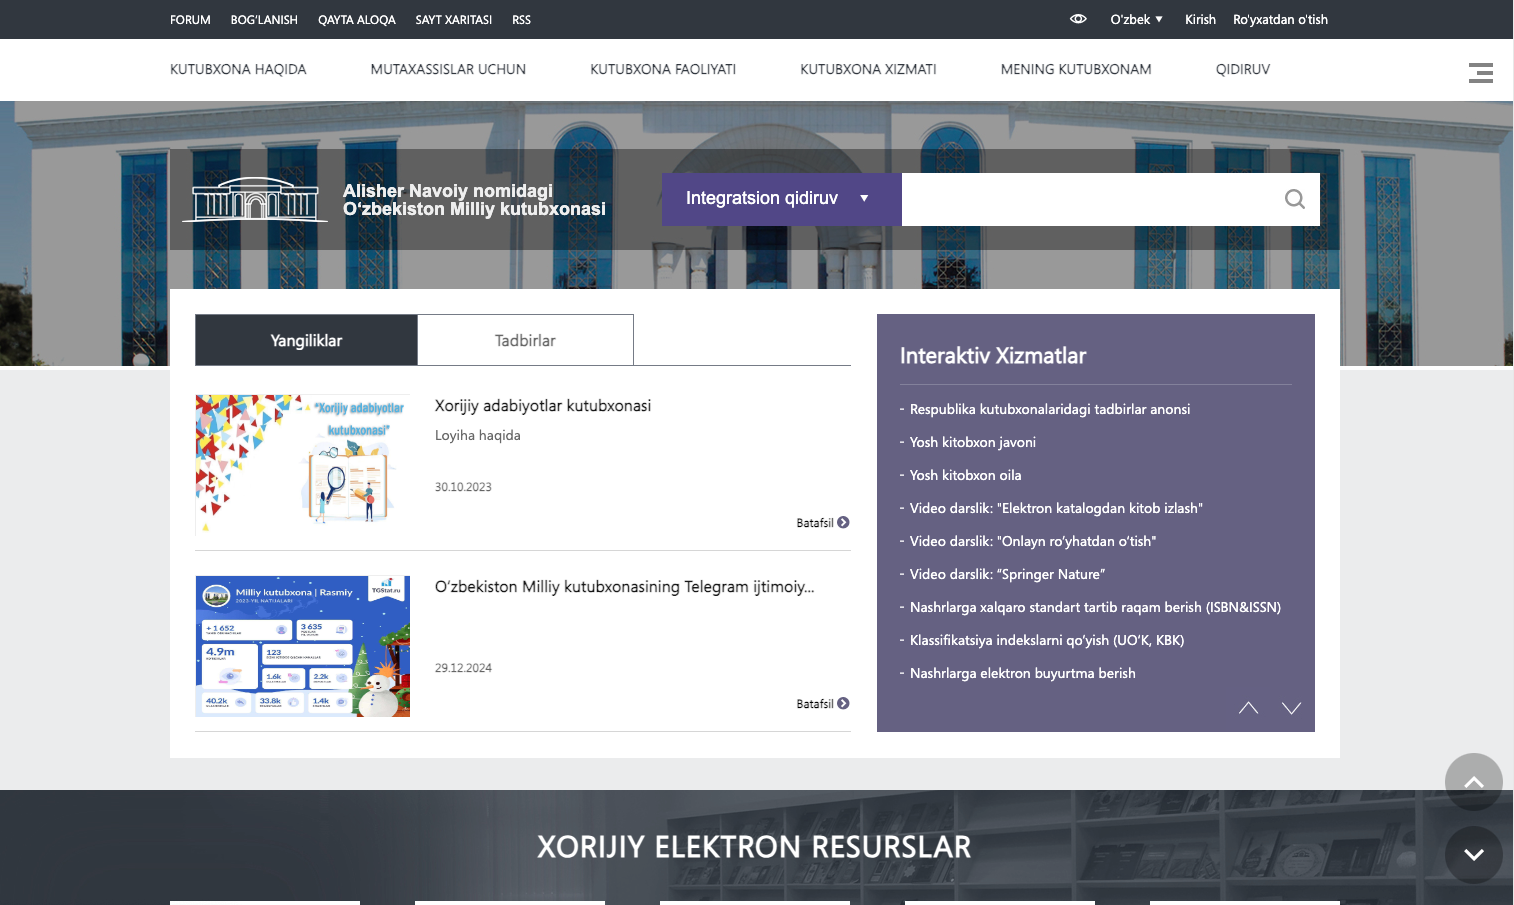 FORUM BOG‘LANISH QAYTA ALOQA SAYT XARITASI RSS O'zbek Kirish Ro'yxatdan o'tish
KUTUBXONA HAQIDA MUTAXASSISLAR UCHUN KUTUBXONA FAOLIYATI KUTUBXONA XIZMATI MENING KUTUBXONAM QIDIRUV
Alisher Navoiy nomidagi
O‘zbekiston Milliy kutubxonasi
Integratsion qidiruv
Yangiliklar Tadbirlar
"Xorijiy adabiyotlar
kutubxonasi"
Xorijiy adabiyotlar kutubxonasi
Loyiha haqida
30.10.2023
Batafsil
Milliy kutubxona | Rasmiy
2023 YIL NATIJALARI
TGStat.ru
+ 1 652
3 635
4.9m
123
1.6k
2.2k
40.2k
33.8k
1.4k
O‘zbekiston Milliy kutubxonasining Telegram ijtimoiy...
29.12.2024
Batafsil
Interaktiv Xizmatlar
- Respublika kutubxonalaridagi tadbirlar anonsi
- Yosh kitobxon javoni
- Yosh kitobxon oila
- Video darslik: "Elektron katalogdan kitob izlash"
- Video darslik: "Onlayn ro‘yhatdan o‘tish"
- Video darslik: “Springer Nature”
- Nashrlarga xalqaro standart tartib raqam berish (ISBN&ISSN)
- Klassifikatsiya indekslarni qo‘yish (UO‘K, KBK)
- Nashrlarga elektron buyurtma berish
XORIJIY ELEKTRON RESURSLAR